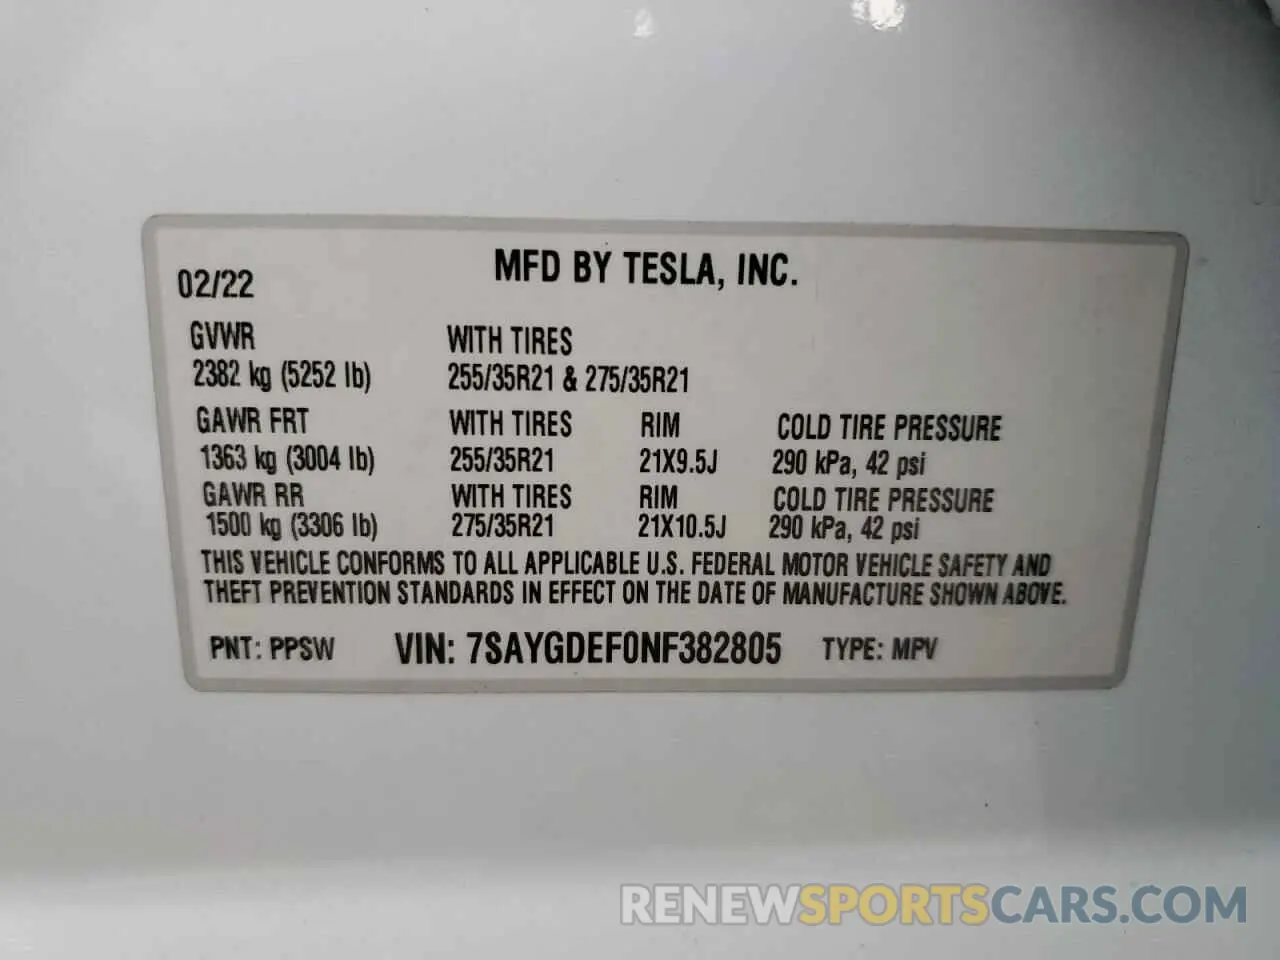 MFD BY TESLA, INC.
02/22
GVWR WITH TIRES
2382 kg (5252 lb) 255/35R21 & 275/35R21
GAWR FRT WITH TIRES RIM COLD TIRE PRESSURE
1363 kg (3004 lb) 255/35R21 21X9.5J 290 kPa, 42 psi
GAWR RR WITH TIRES RIM COLD TIRE PRESSURE
1500 kg (3306 lb) 275/35R21 21X10.5J 290 kPa, 42 psi
THIS VEHICLE CONFORMS TO ALL APPLICABLE U.S. FEDERAL MOTOR VEHICLE SAFETY AND
THEFT PREVENTION STANDARDS IN EFFECT ON THE DATE OF MANUFACTURE SHOWN ABOVE.
PNT: PPSW VIN: 7SAYGDEF0NF382805 TYPE: MPV
RENEWSPORTSCARS.COM